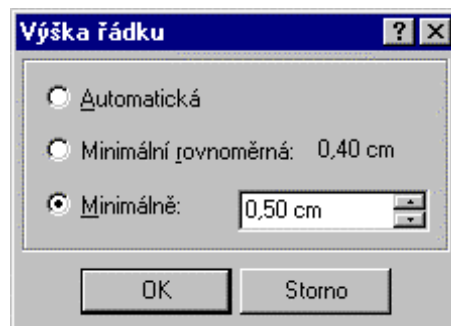 Výška řádku
Automatická
Minimální rovnoměrná: 0,40 cm
Minimálně: 0,50 cm
OK Storno